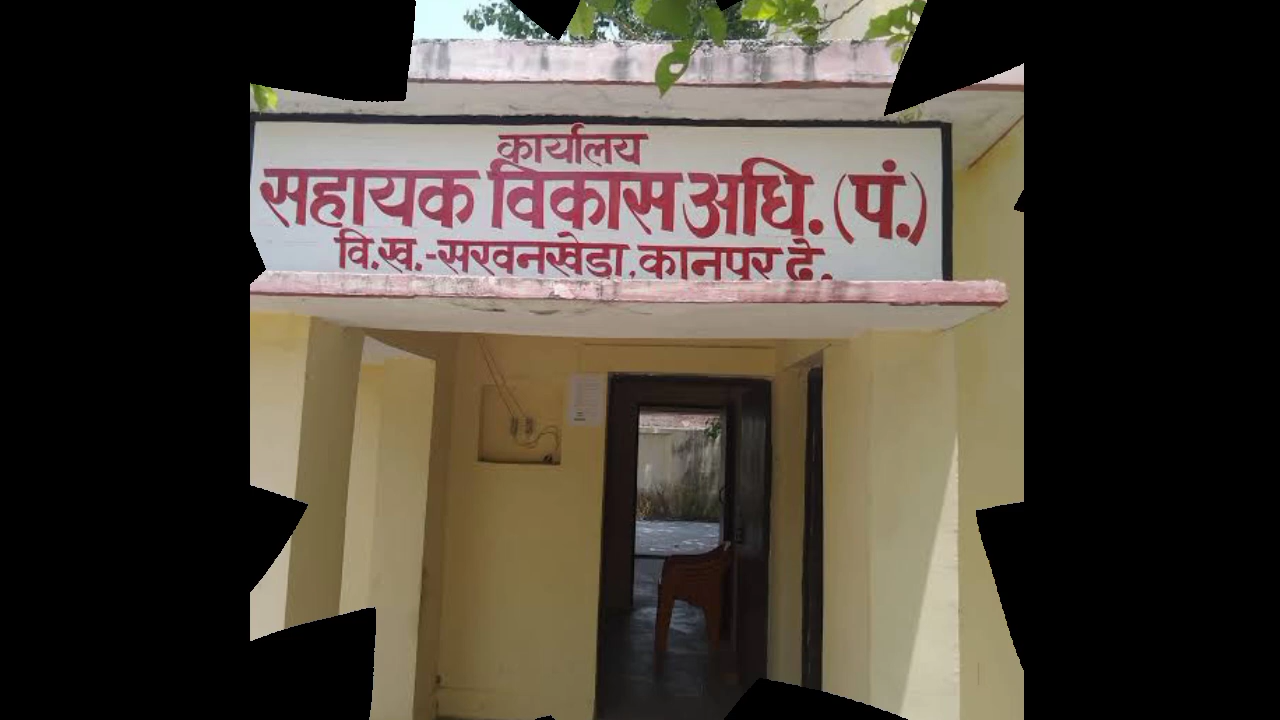 कार्यालय
सहायक विकास अधि. (पं.)
वि.ख.-सरवनखेडा, कानपुर दे.